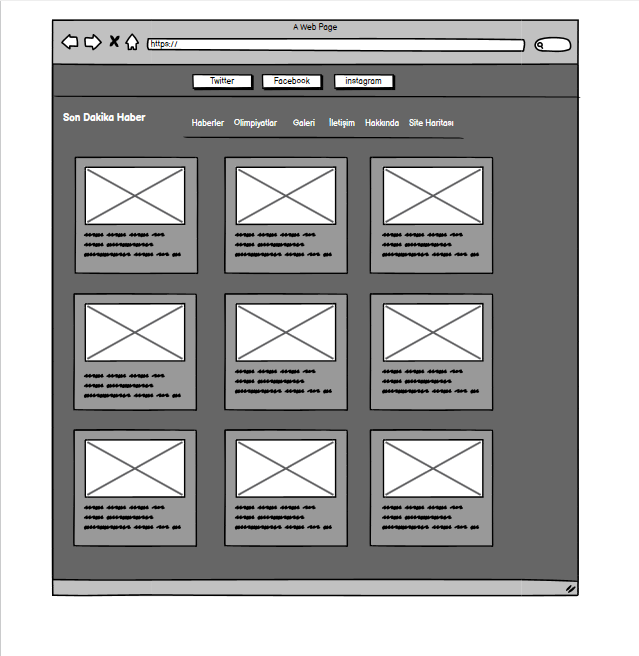 A Web Page
https://
Twitter Facebook instagram
Son Dakika Haber
Haberler Olimpiyatlar Galeri İletişim Hakkında Site Haritası